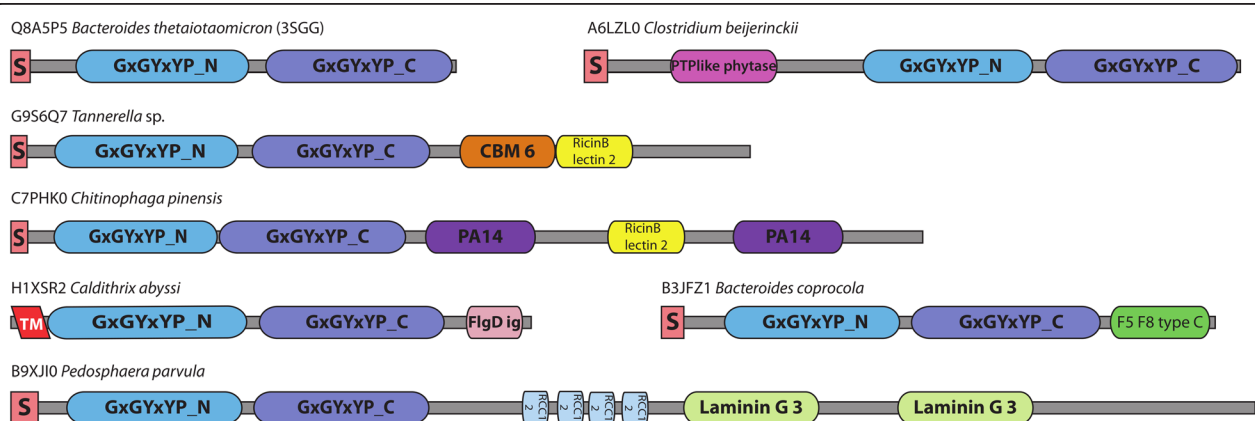 Q8A5P5 Bacteroides thetaiotaomicron (3SGG)
S GxGYxYP_N GxGYxYP_C
A6LZL0 Clostridium beijerinckii
S PTPlike phytase GxGYxYP_N GxGYxYP_C
G9S6Q7 Tannerella sp.
S GxGYxYP_N GxGYxYP_C CBM 6 RicinB
lectin 2
C7PHK0 Chitinophaga pinensis
S GxGYxYP_N GxGYxYP_C PA14 RicinB
lectin 2
PA14
H1XSR2 Caldithrix abyssi
TM GxGYxYP_N GxGYxYP_C FlgD ig
B3JFZ1 Bacteroides coprocola
S GxGYxYP_N GxGYxYP_C F5 F8 type C
B9XJI0 Pedosphaera parvula
S GxGYxYP_N GxGYxYP_C
RCC1
2
RCC1
2
RCC1
2
RCC1
2
Laminin G 3 Laminin G 3